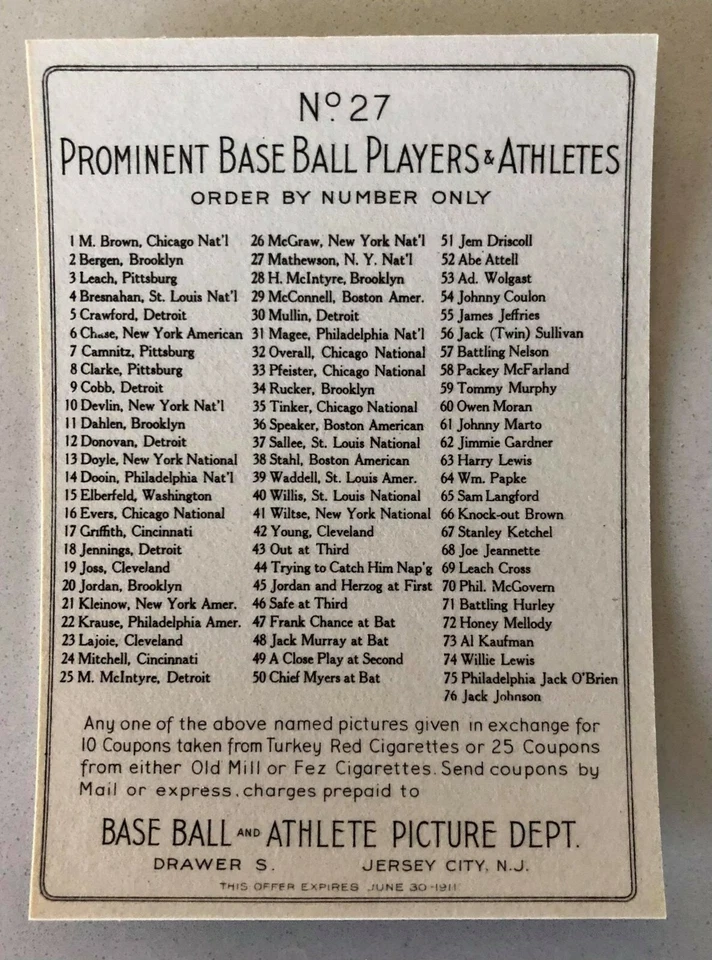 Nº 27
PROMINENT BASE BALL PLAYERS & ATHLETES
ORDER BY NUMBER ONLY
1 M. Brown, Chicago Nat'l
2 Bergen, Brooklyn
3 Leach, Pittsburg
4 Bresnahan, St. Louis Nat'l
5 Crawford, Detroit
6 Chase, New York American
7 Camnitz, Pittsburg
8 Clarke, Pittsburg
9 Cobb, Detroit
10 Devlin, New York Nat'l
11 Dahlen, Brooklyn
12 Donovan, Detroit
13 Doyle, New York National
14 Dooin, Philadelphia Nat'l
15 Elberfeld, Washington
16 Evers, Chicago National
17 Griffith, Cincinnati
18 Jennings, Detroit
19 Joss, Cleveland
20 Jordan, Brooklyn
21 Kleinow, New York Amer.
22 Krause, Philadelphia Amer.
23 Lajoie, Cleveland
24 Mitchell, Cincinnati
25 M. McIntyre, Detroit
26 McGraw, New York Nat'l
27 Mathewson, N. Y. Nat'l
28 H. McIntyre, Brooklyn
29 McConnell, Boston Amer.
30 Mullin, Detroit
31 Magee, Philadelphia Nat'l
32 Overall, Chicago National
33 Pfeister, Chicago National
34 Rucker, Brooklyn
35 Tinker, Chicago National
36 Speaker, Boston American
37 Sallee, St. Louis National
38 Stahl, Boston American
39 Waddell, St. Louis Amer.
40 Willis, St. Louis National
41 Wiltse, New York National
42 Young, Cleveland
43 Out at Third
44 Trying to Catch Him Nap'g
45 Jordan and Herzog at First
46 Safe at Third
47 Frank Chance at Bat
48 Jack Murray at Bat
49 A Close Play at Second
50 Chief Myers at Bat
51 Jem Driscoll
52 Abe Attell
53 Ad. Wolgast
54 Johnny Coulon
55 James Jeffries
56 Jack (Twin) Sullivan
57 Battling Nelson
58 Packey McFarland
59 Tommy Murphy
60 Owen Moran
61 Johnny Marto
62 Jimmie Gardner
63 Harry Lewis
64 Wm. Papke
65 Sam Langford
66 Knock-out Brown
67 Stanley Ketchel
68 Joe Jeannette
69 Leach Cross
70 Phil. McGovern
71 Battling Hurley
72 Honey Mellody
73 Al Kaufman
74 Willie Lewis
75 Philadelphia Jack O'Brien
76 Jack Johnson
Any one of the above named pictures given in exchange for
10 Coupons taken from Turkey Red Cigarettes or 25 Coupons
from either Old Mill or Fez Cigarettes. Send coupons by
Mail or express, charges prepaid to
BASE BALL AND ATHLETE PICTURE DEPT.
DRAWER S. JERSEY CITY, N.J.
THIS OFFER EXPIRES JUNE 30-1911